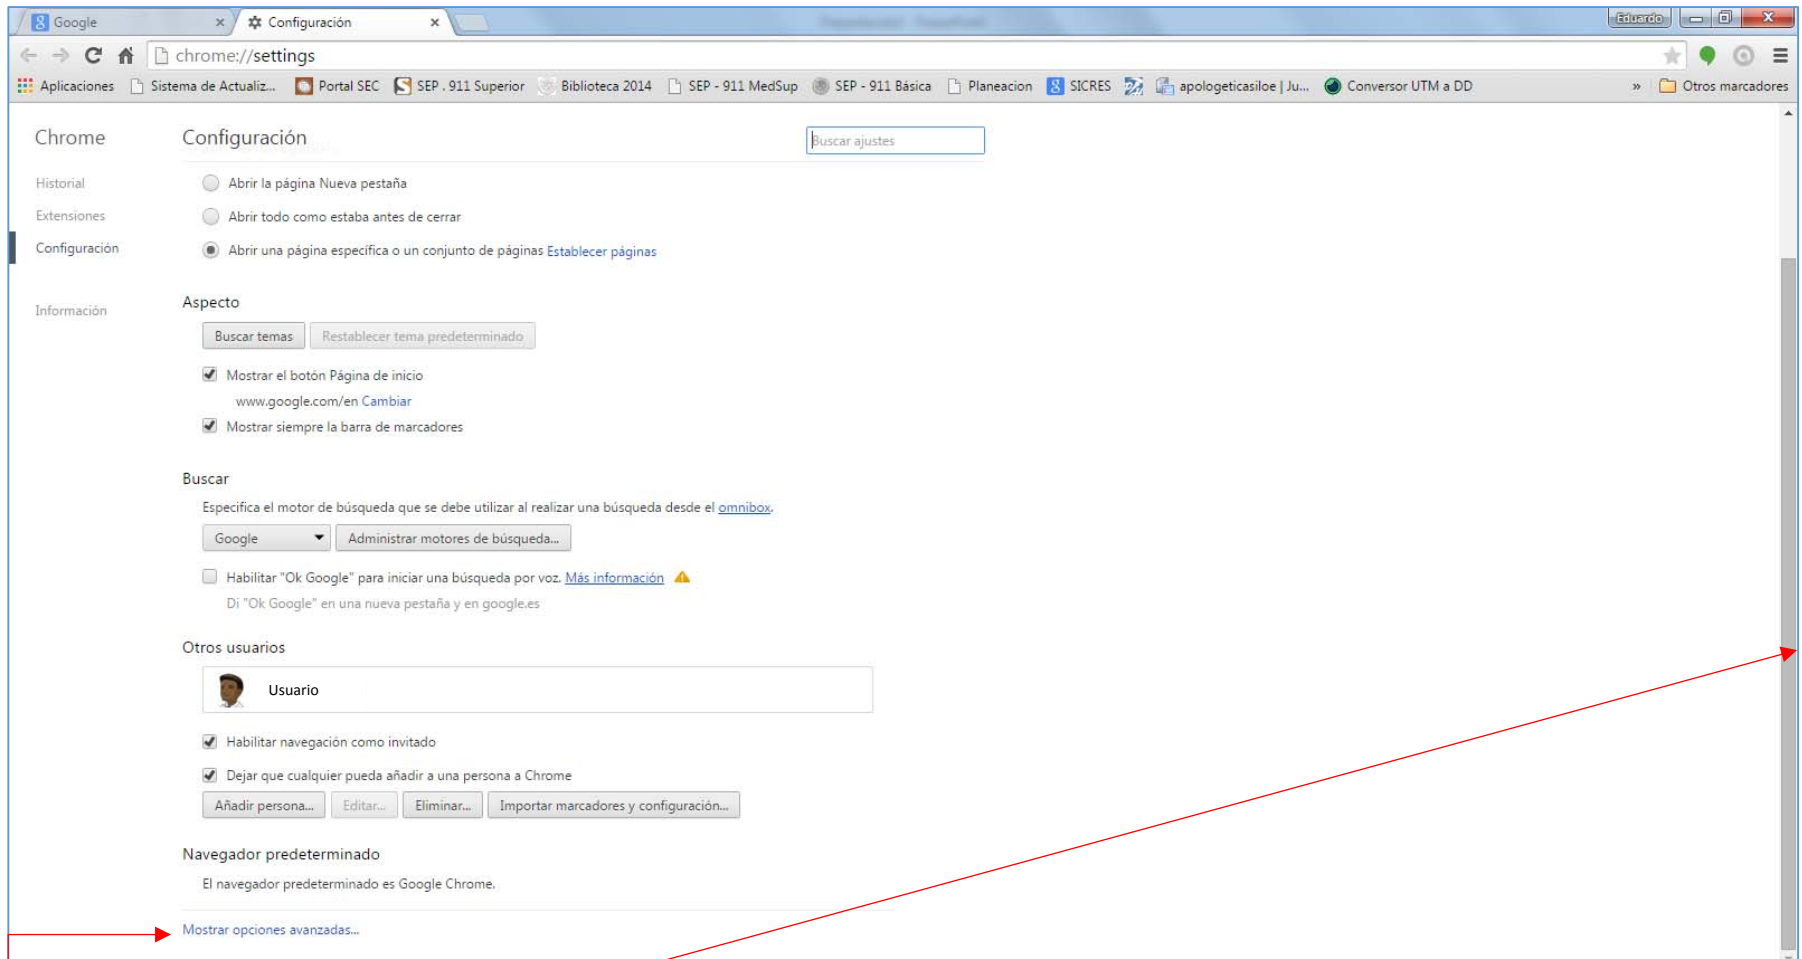 Google
Configuración
Eduardo
chrome://settings
Aplicaciones Sistema de Actualiz... Portal SEC SEP . 911 Superior Biblioteca 2014 SEP - 911 MedSup SEP - 911 Básica Planeacion SICRES apologeticasiloe | Ju... Conversor UTM a DD » Otros marcadores
Chrome
Configuración
Buscar ajustes
Historial
Extensiones
Configuración
Información
Abrir la página Nueva pestaña
Abrir todo como estaba antes de cerrar
Abrir una página específica o un conjunto de páginas Establecer páginas
Aspecto
Buscar temas Restablecer tema predeterminado
Mostrar el botón Página de inicio
www.google.com/en Cambiar
Mostrar siempre la barra de marcadores
Buscar
Especifica el motor de búsqueda que se debe utilizar al realizar una búsqueda desde el omnibox.
Google Administrar motores de búsqueda...
Habilitar "Ok Google" para iniciar una búsqueda por voz. Más información
Di "Ok Google" en una nueva pestaña y en google.es
Otros usuarios
Usuario
Habilitar navegación como invitado
Dejar que cualquier pueda añadir a una persona a Chrome
Añadir persona... Editar... Eliminar... Importar marcadores y configuración...
Navegador predeterminado
El navegador predeterminado es Google Chrome.
Mostrar opciones avanzadas...